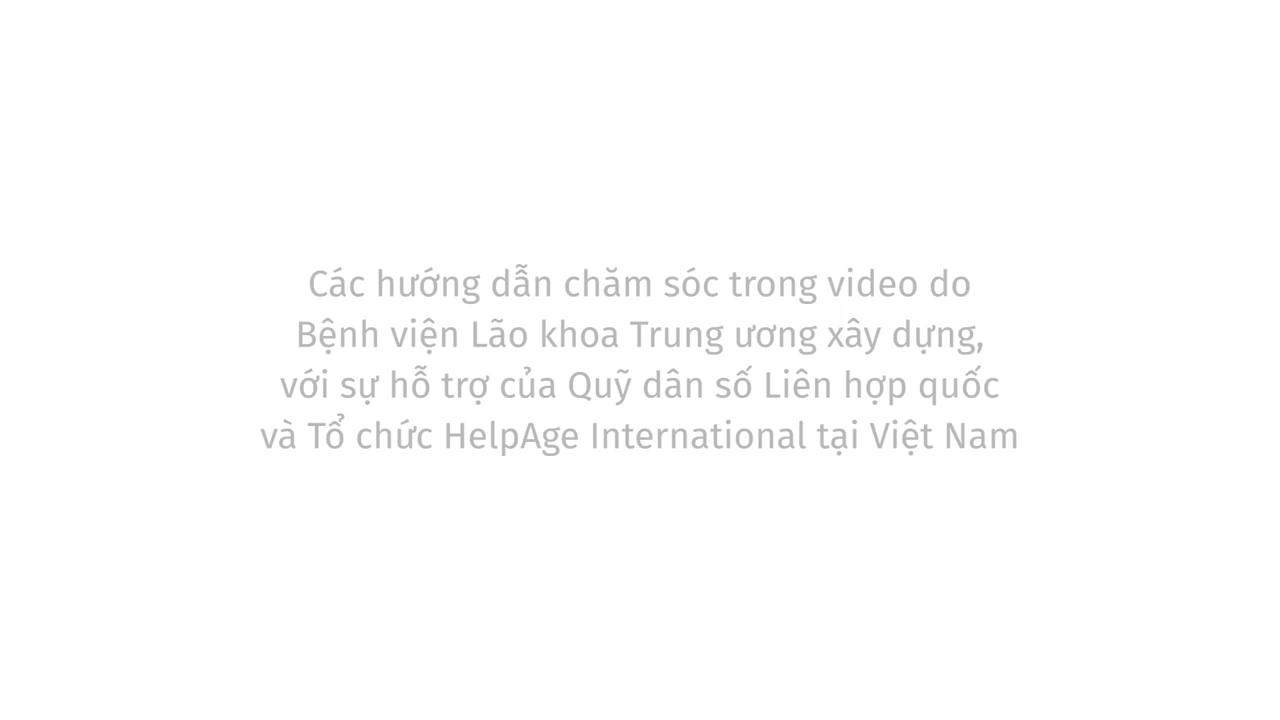 Các hướng dẫn chăm sóc trong video do
Bệnh viện Lão khoa Trung ương xây dựng,
với sự hỗ trợ của Quỹ dân số Liên hợp quốc
và Tổ chức HelpAge International tại Việt Nam